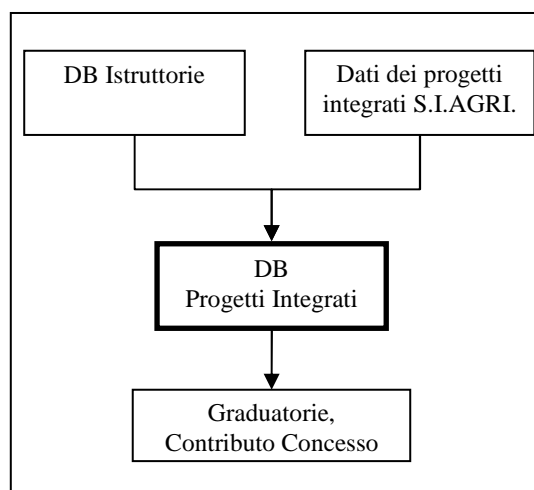 DB Istruttorie
Dati dei progetti
integrati S.I.AGRI.
DB
Progetti Integrati
Graduatorie,
Contributo Concesso